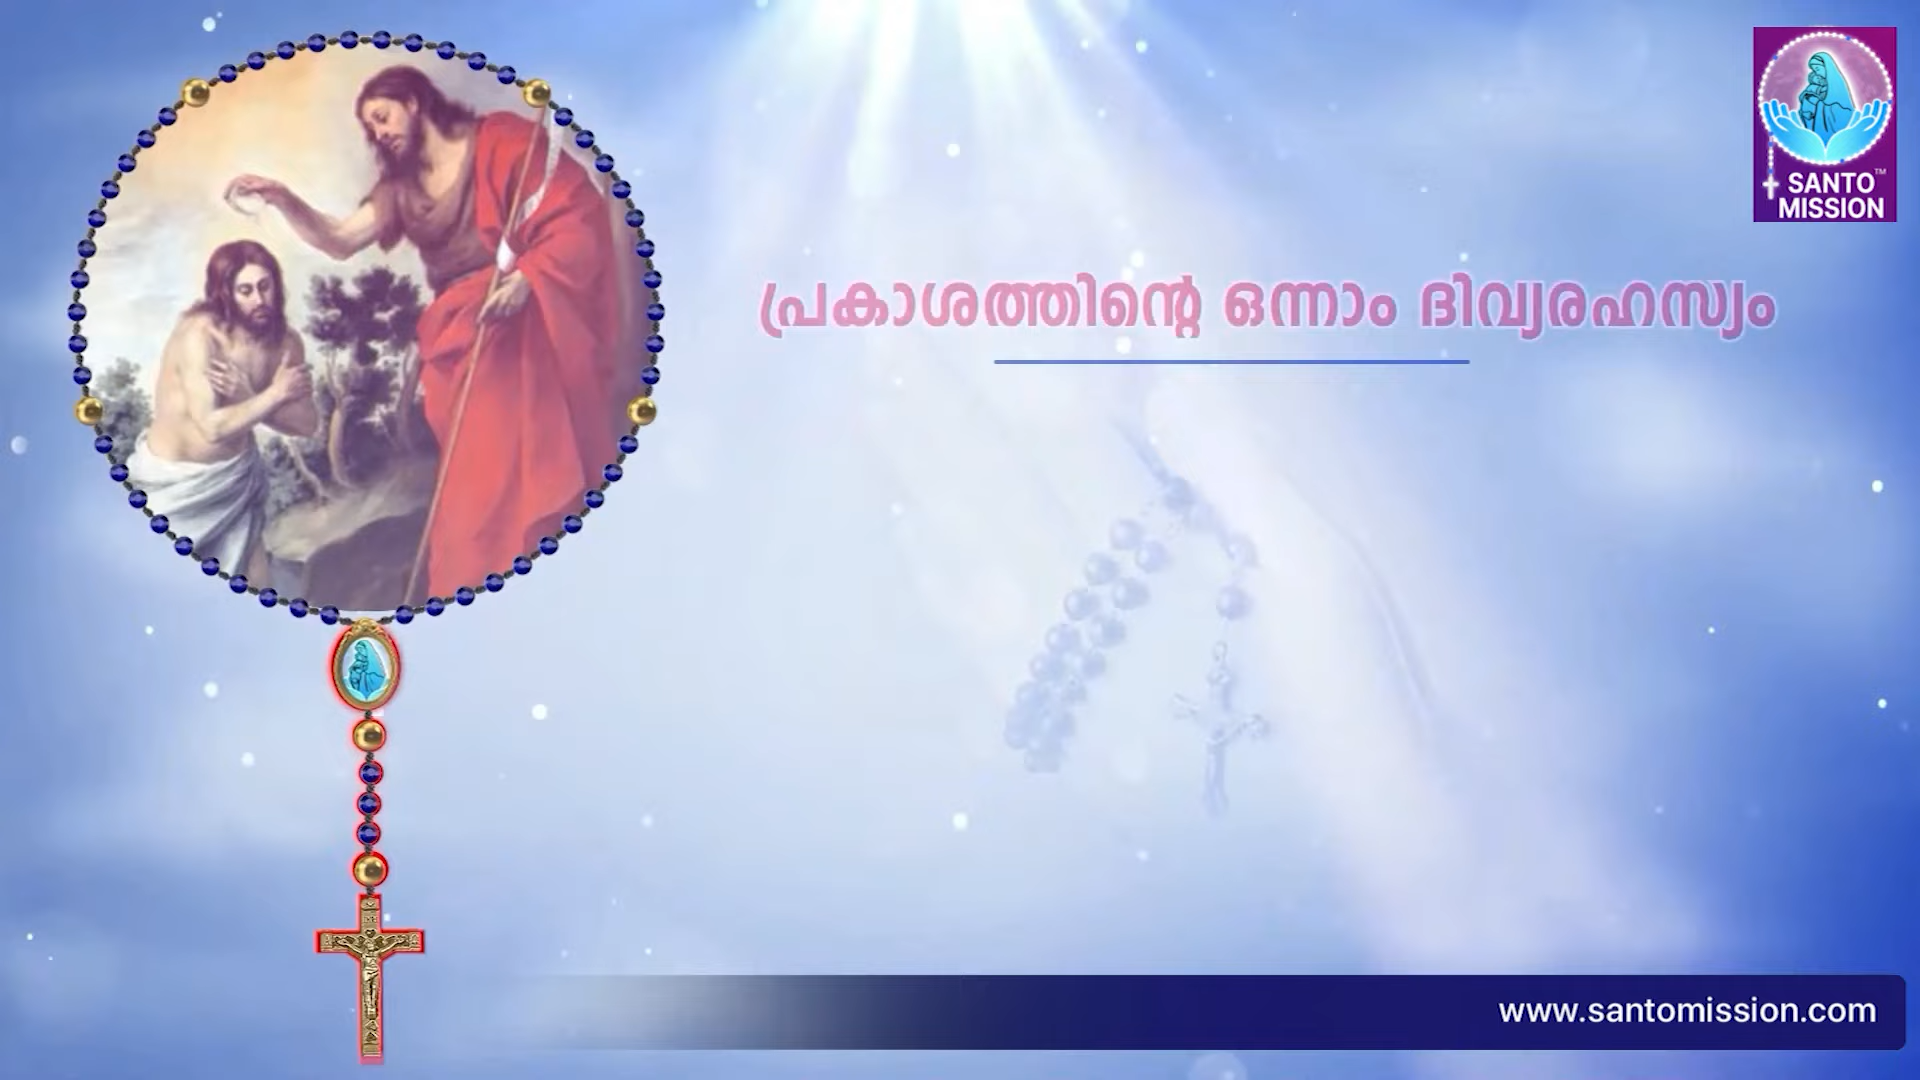 SANTO™
MISSION
പ്രകാശത്തിന്റെ ഒന്നാം ദിവ്യരഹസ്യം
www.santomission.com